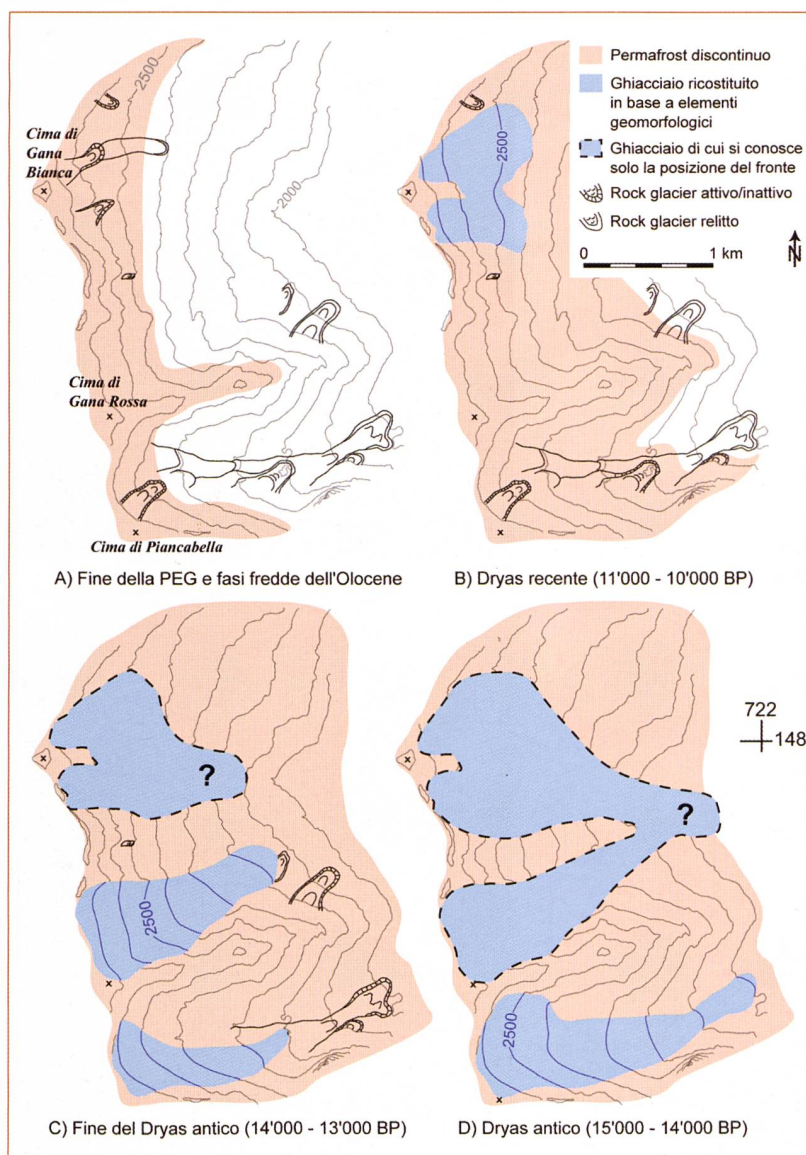 2500
Cima di
Gana
Bianca
2000
Cima di
Gana Rossa
Cima di Piancabella
A) Fine della PEG e fasi fredde dell'Olocene
2500
Permafrost discontinuo
Ghiacciaio ricostituito
in base a elementi
geomorfologici
Ghiacciaio di cui si conosce
solo la posizione del fronte
Rock glacier attivo/inattivo
Rock glacier relitto
0 1 km
N
B) Dryas recente (11'000 - 10'000 BP)
?
2500
C) Fine del Dryas antico (14'000 - 13'000 BP)
722
148
?
2500
D) Dryas antico (15'000 - 14'000 BP)